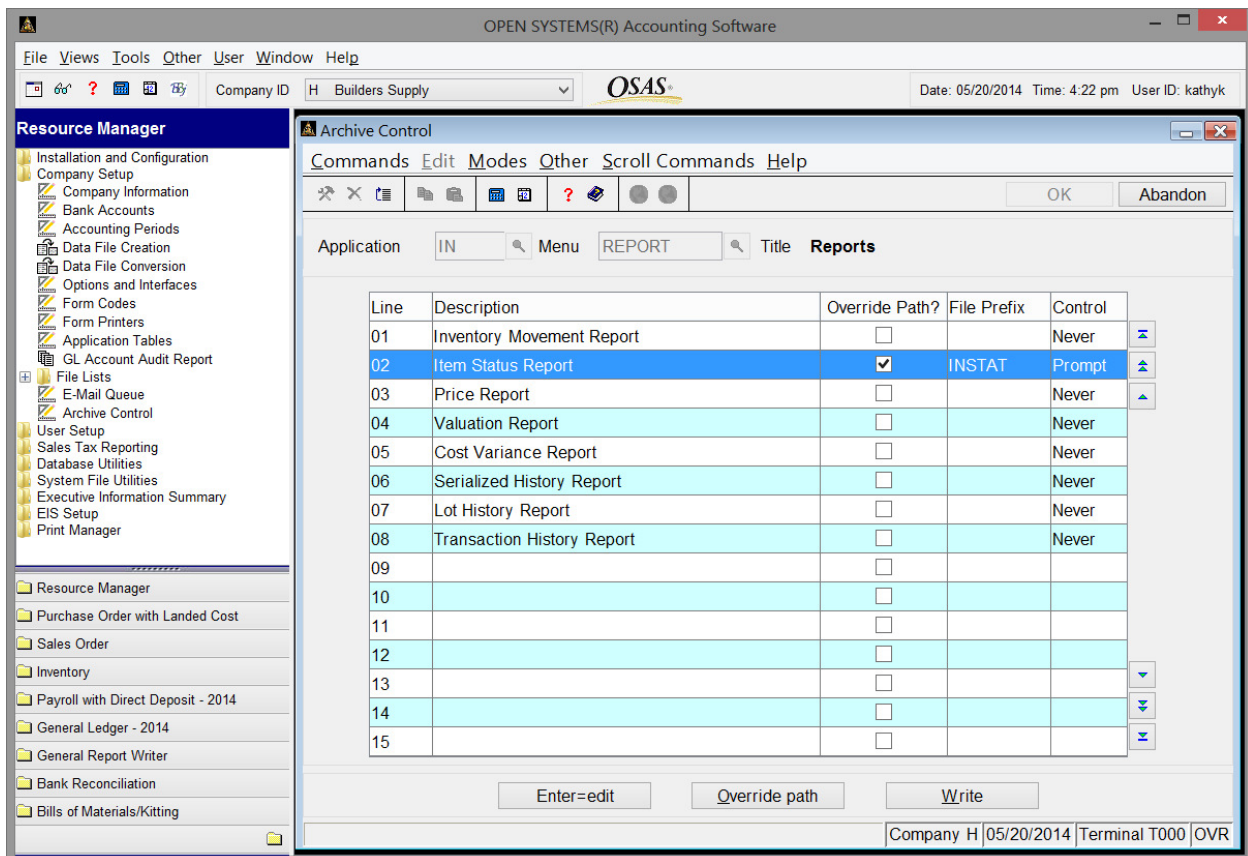 OPEN SYSTEMS(R) Accounting Software
File Views Tools Other User Window Help
Company ID H Builders Supply OSAS Date: 05/20/2014 Time: 4:22 pm User ID: kathyk
Resource Manager
Installation and Configuration
Company Setup
Company Information
Bank Accounts
Accounting Periods
Data File Creation
Data File Conversion
Options and Interfaces
Form Codes
Form Printers
Application Tables
GL Account Audit Report
File Lists
E-Mail Queue
Archive Control
User Setup
Sales Tax Reporting
Database Utilities
System File Utilities
Executive Information Summary
EIS Setup
Print Manager
Resource Manager
Purchase Order with Landed Cost
Sales Order
Inventory
Payroll with Direct Deposit - 2014
General Ledger - 2014
General Report Writer
Bank Reconciliation
Bills of Materials/Kitting
Archive Control
Commands Edit Modes Other Scroll Commands Help
OK Abandon
Application IN Menu REPORT Title Reports
Line Description Override Path? File Prefix Control
01 Inventory Movement Report Never
02 Item Status Report INSTAT Prompt
03 Price Report Never
04 Valuation Report Never
05 Cost Variance Report Never
06 Serialized History Report Never
07 Lot History Report Never
08 Transaction History Report Never
09
10
11
12
13
14
15
Enter=edit Override path Write
Company H 05/20/2014 Terminal T000 OVR